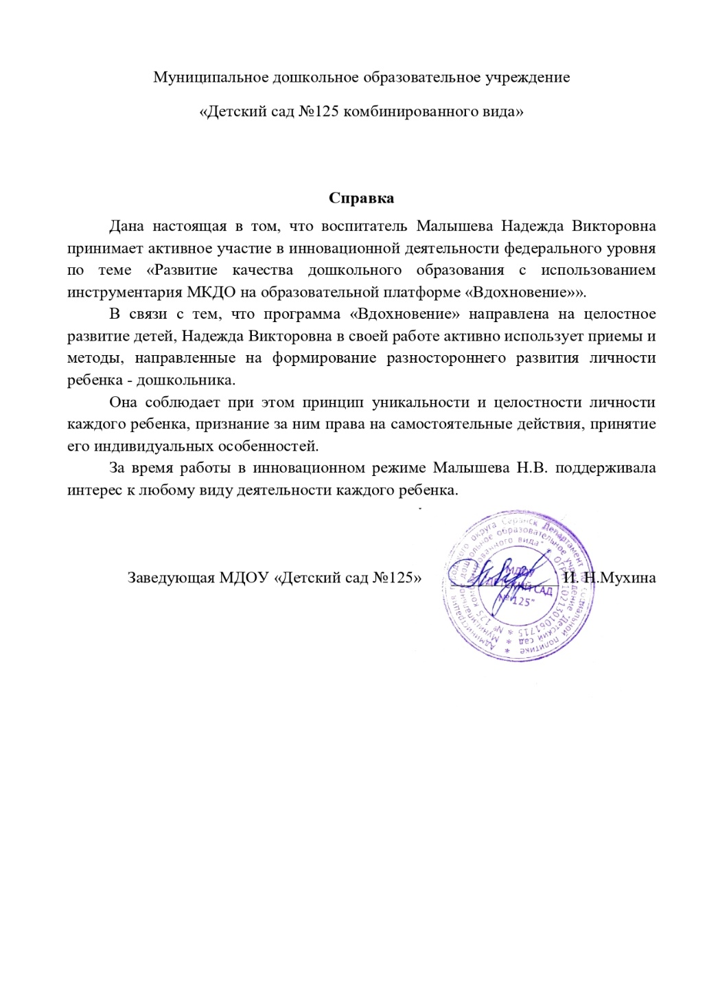 Муниципальное дошкольное образовательное учреждение
«Детский сад №125 комбинированного вида»
Справка
Дана настоящая в том, что воспитатель Малышева Надежда Викторовна
принимает активное участие в инновационной деятельности федерального уровня
по теме «Развитие качества дошкольного образования с использованием
инструментария МКДО на образовательной платформе «Вдохновение»».
В связи с тем, что программа «Вдохновение» направлена на целостное
развитие детей, Надежда Викторовна в своей работе активно использует приемы и
методы, направленные на формирование разностороннего развития личности
ребенка - дошкольника.
Она соблюдает при этом принцип уникальности и целостности личности
каждого ребенка, признание за ним права на самостоятельные действия, принятие
его индивидуальных особенностей.
За время работы в инновационном режиме Малышева Н.В. поддерживала
интерес к любому виду деятельности каждого ребенка.
Заведующая МДОУ «Детский сад №125» И. Н.Мухина
* Администрация городского округа Саранск Департамент по социальной политике
* Муниципальное дошкольное образовательное учреждение "Детский сад
* № 125 комбинированного вида" * ОГРН 1021301061715
МДОУ
"ДЕТСКИЙ САД
№ 125"